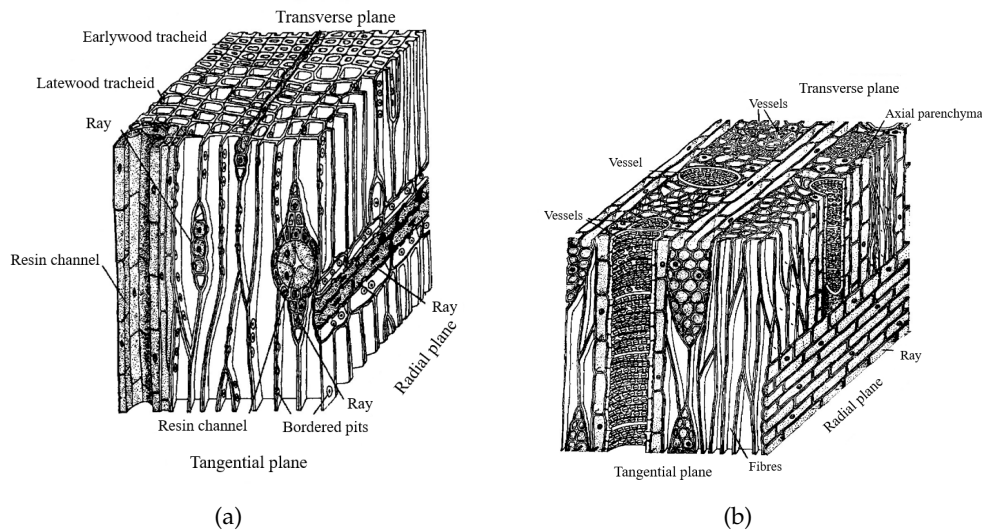 Transverse plane
Earlywood tracheid
Latewood tracheid
Ray
Resin channel
Ray
Radial plane
Ray
Resin channel
Bordered pits
Tangential plane
(a)
Transverse plane
Vessels
Axial parenchyma
Vessel
Vessels
Ray
Radial plane
Fibres
Tangential plane
(b)